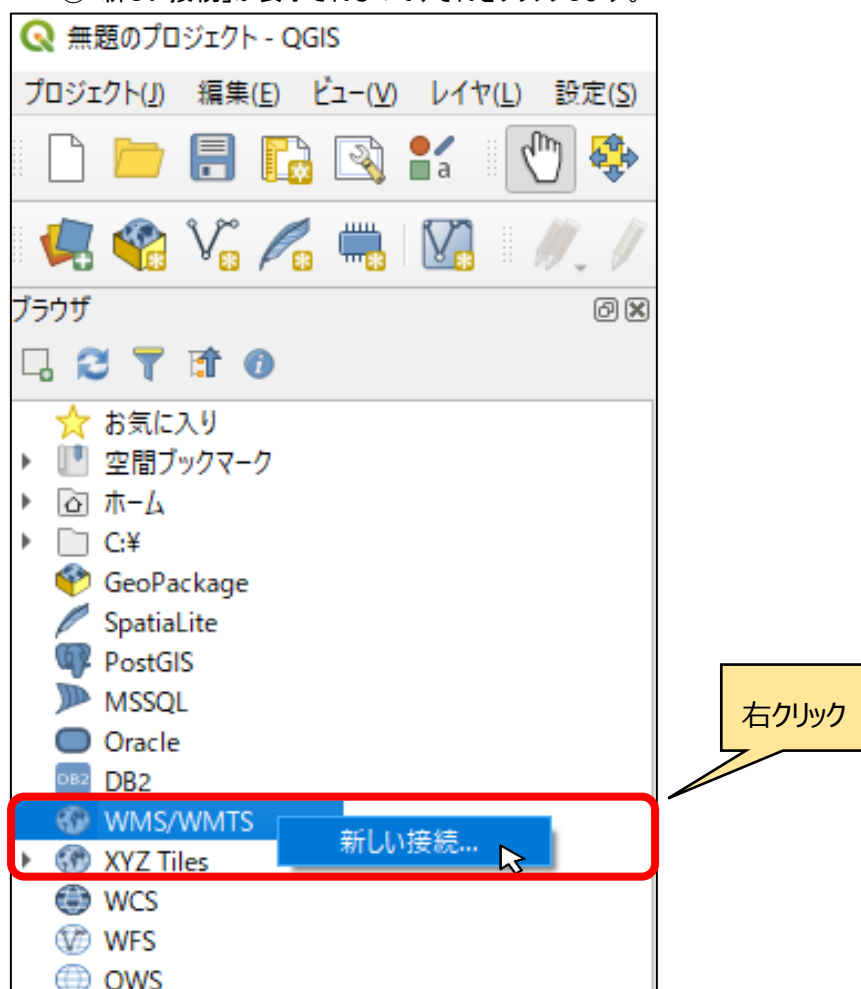 無題のプロジェクト - QGIS
プロジェクト(J) 編集(E) ビュー(V) レイヤ(L) 設定(S)
a
ブラウザ
お気に入り
空間ブックマーク
ホーム
C:¥
GeoPackage
SpatiaLite
PostGIS
MSSQL
Oracle
DB2 DB2
右クリック
WMS/WMTS
新しい接続...
XYZ Tiles
WCS
WFS
OWS